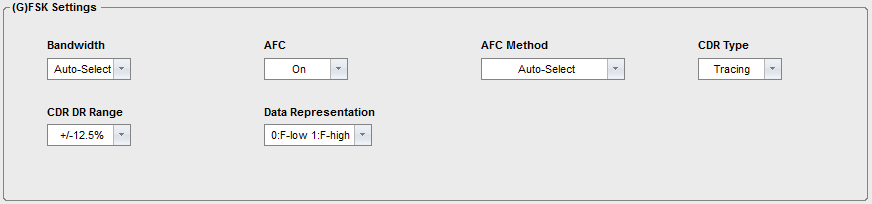 (G)FSK Settings
Bandwidth AFC AFC Method CDR Type
Auto-Select On Auto-Select Tracing
CDR DR Range Data Representation
+/-12.5% 0:F-low 1:F-high